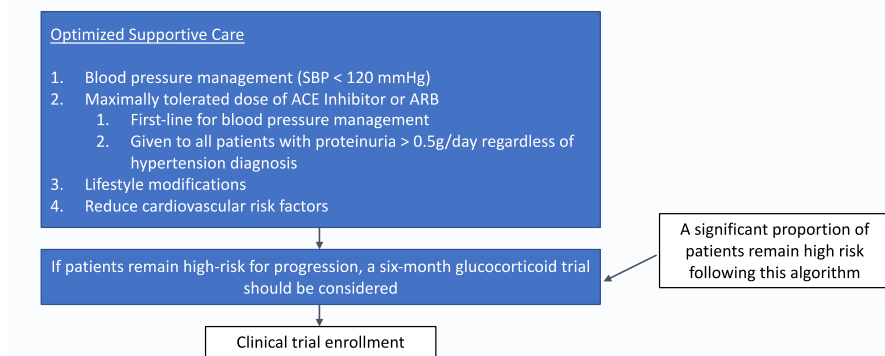 Optimized Supportive Care
1. Blood pressure management (SBP < 120 mmHg)
2. Maximally tolerated dose of ACE Inhibitor or ARB
1. First-line for blood pressure management
2. Given to all patients with proteinuria > 0.5g/day regardless of
hypertension diagnosis
3. Lifestyle modifications
4. Reduce cardiovascular risk factors
If patients remain high-risk for progression, a six-month glucocorticoid trial
should be considered
A significant proportion of
patients remain high risk
following this algorithm
Clinical trial enrollment